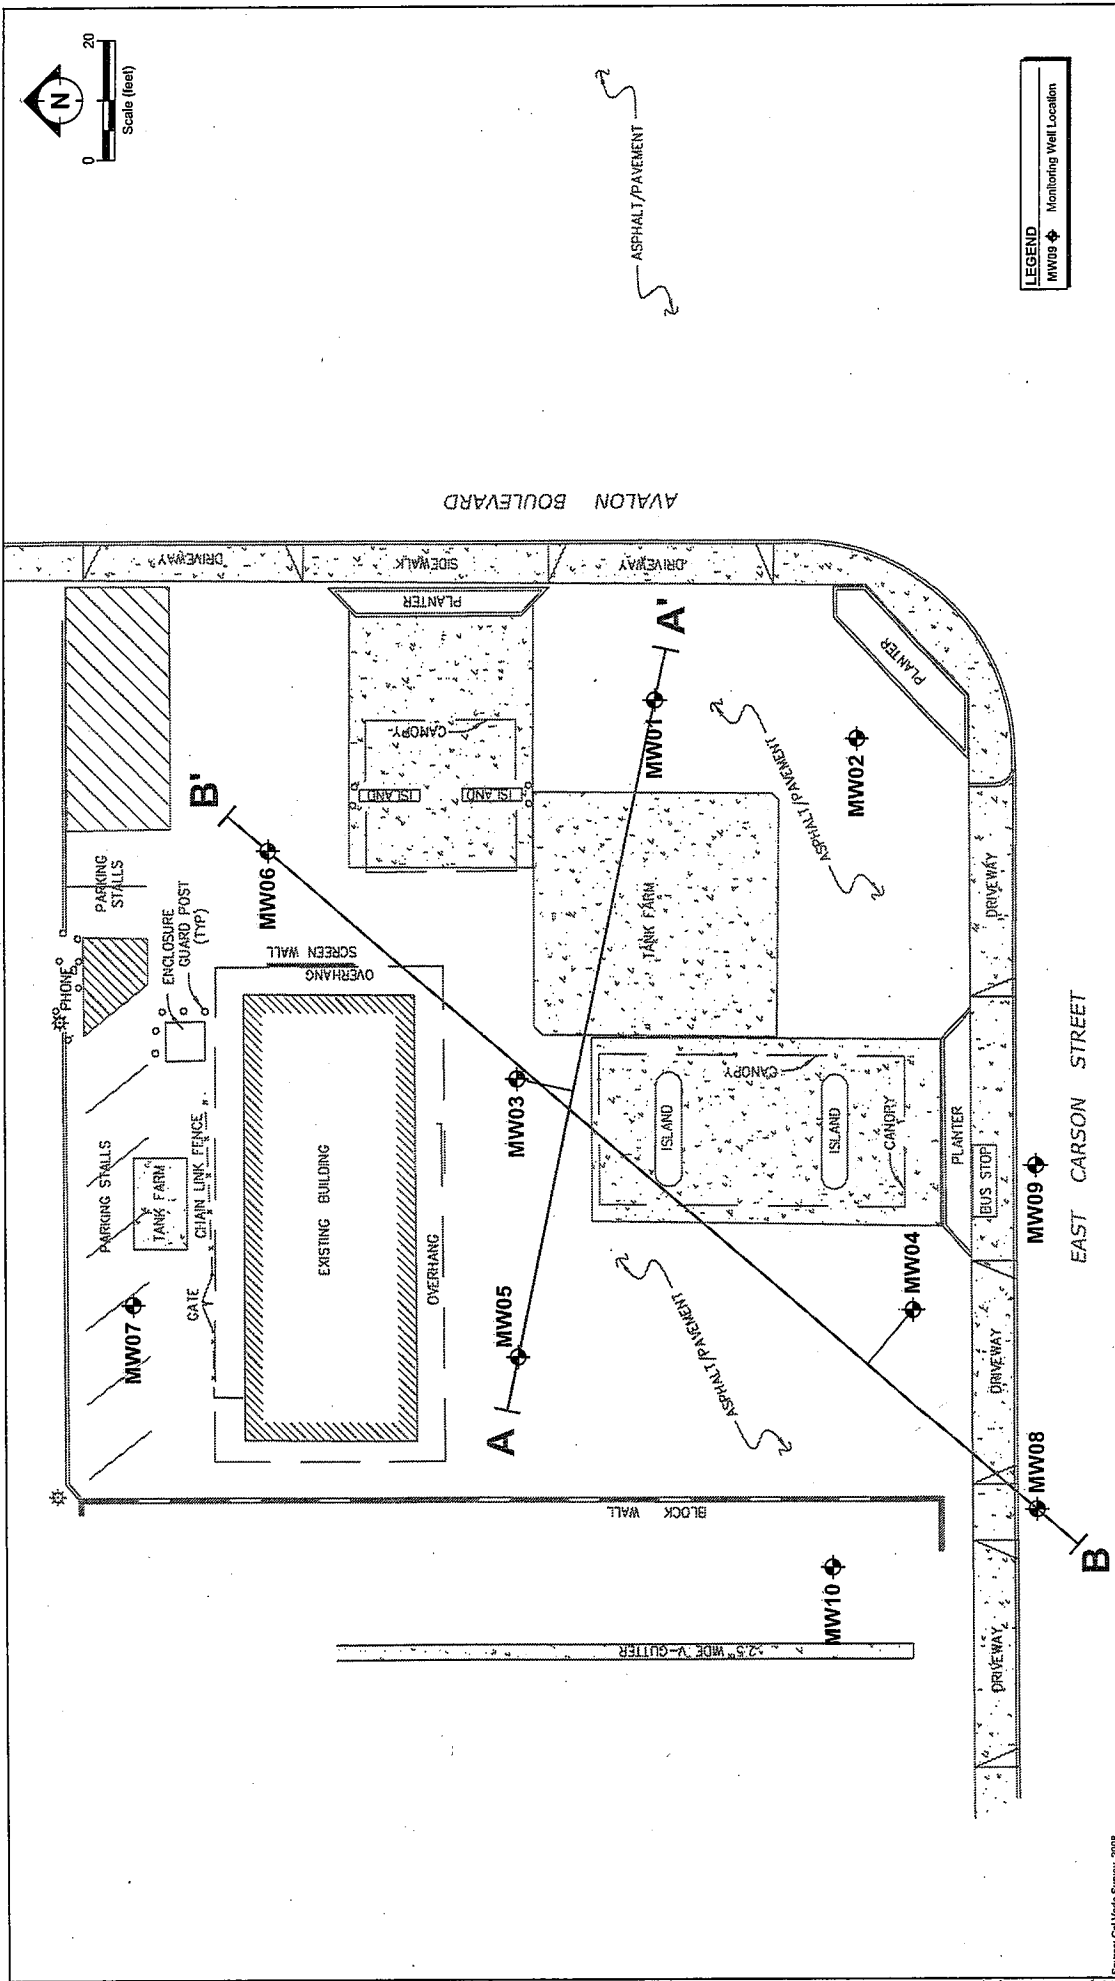 N
0 20
Scale (feet)
ASPHALT/PAVEMENT
LEGEND
MW09 Monitoring Well Location
AVALON BOULEVARD
DRIVEWAY
SIDEWALK
DRIVEWAY
PLANTER
PLANTER
CANOPY
ISLAND
ISLAND
A'
MW01
ASPHALT/PAVEMENT
MW02
B'
MW06
PARKING
STALLS
PHONE
ENCLOSURE
GUARD POST
(TYP)
SCREEN WALL
OVERHANG
TANK FARM
DRIVEWAY
PARKING STALLS
TANK FARM
CHAIN LINK FENCE
GATE
EXISTING BUILDING
OVERHANG
MW03
ISLAND
ISLAND
CANOPY
CANOPY
PLANTER
BUS STOP
MW09
EAST CARSON STREET
MW07
MW05
A
ASPHALT/PAVEMENT
MW04
DRIVEWAY
MW08
B
BLOCK WALL
MW10
2.5" WIDE V-GUTTER
DRIVEWAY